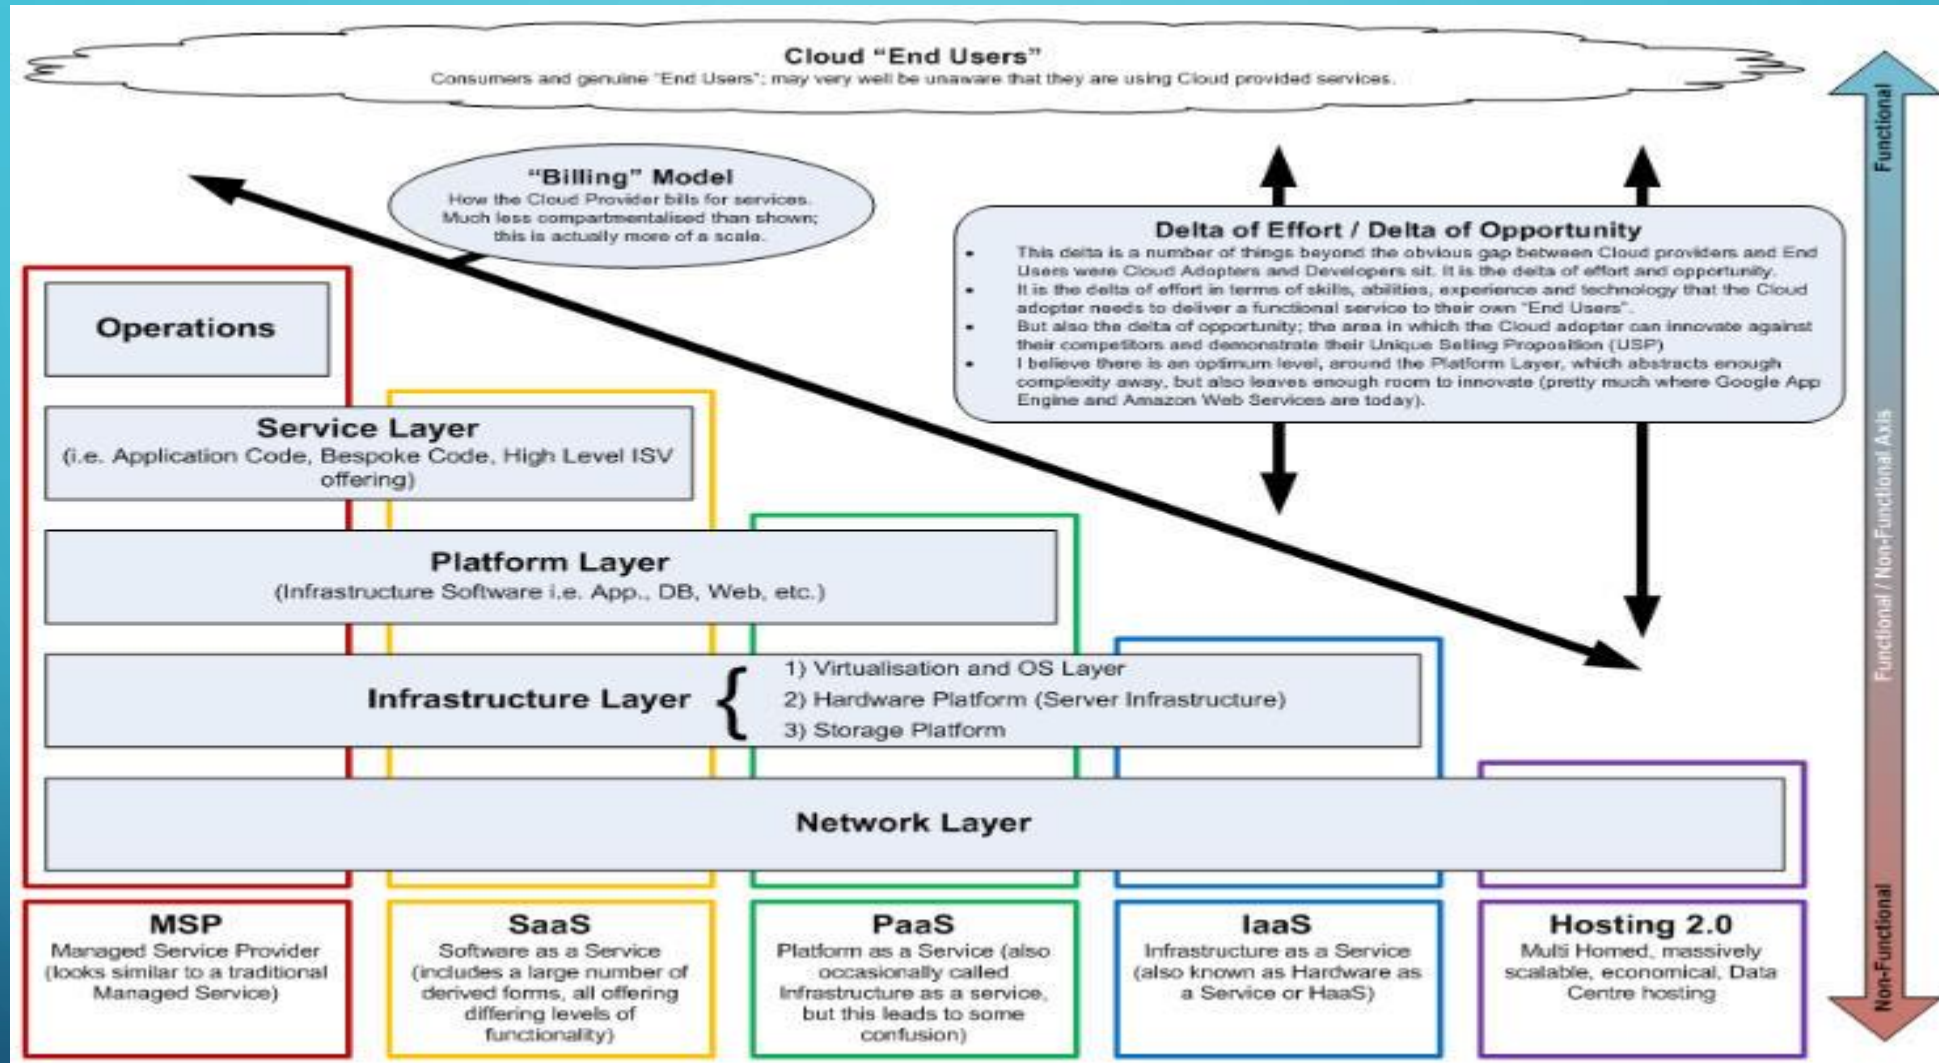 Cloud “End Users”
Consumers and genuine “End Users”; may very well be unaware that they are using Cloud provided services.
“Billing” Model
How the Cloud Provider bills for services.
Much less compartmentalised than shown;
this is actually more of a scale.
Delta of Effort / Delta of Opportunity
• This delta is a number of things beyond the obvious gap between Cloud providers and End
Users were Cloud Adopters and Developers sit. It is the delta of effort and opportunity.
• It is the delta of effort in terms of skills, abilities, experience and technology that the Cloud
adopter needs to deliver a functional service to their own “End Users”.
• But also the delta of opportunity; the area in which the Cloud adopter can innovate against
their competitors and demonstrate their Unique Selling Proposition (USP)
• I believe there is an optimum level, around the Platform Layer, which abstracts enough
complexity away, but also leaves enough room to innovate (pretty much where Google App
Engine and Amazon Web Services are today).
Operations
Service Layer
(i.e. Application Code, Bespoke Code, High Level ISV
offering)
Platform Layer
(Infrastructure Software i.e. App., DB, Web, etc.)
Infrastructure Layer
1) Virtualisation and OS Layer
2) Hardware Platform (Server Infrastructure)
3) Storage Platform
Network Layer
MSP
Managed Service Provider
(looks similar to a traditional
Managed Service)
SaaS
Software as a Service
(includes a large number of
derived forms, all offering
differing levels of
functionality)
PaaS
Platform as a Service (also
occasionally called
Infrastructure as a service,
but this leads to some
confusion)
IaaS
Infrastructure as a Service
(also known as Hardware as
a Service or HaaS)
Hosting 2.0
Multi Homed, massively
scalable, economical, Data
Centre hosting
Functional
Functional / Non-Functional Axis
Non-Functional